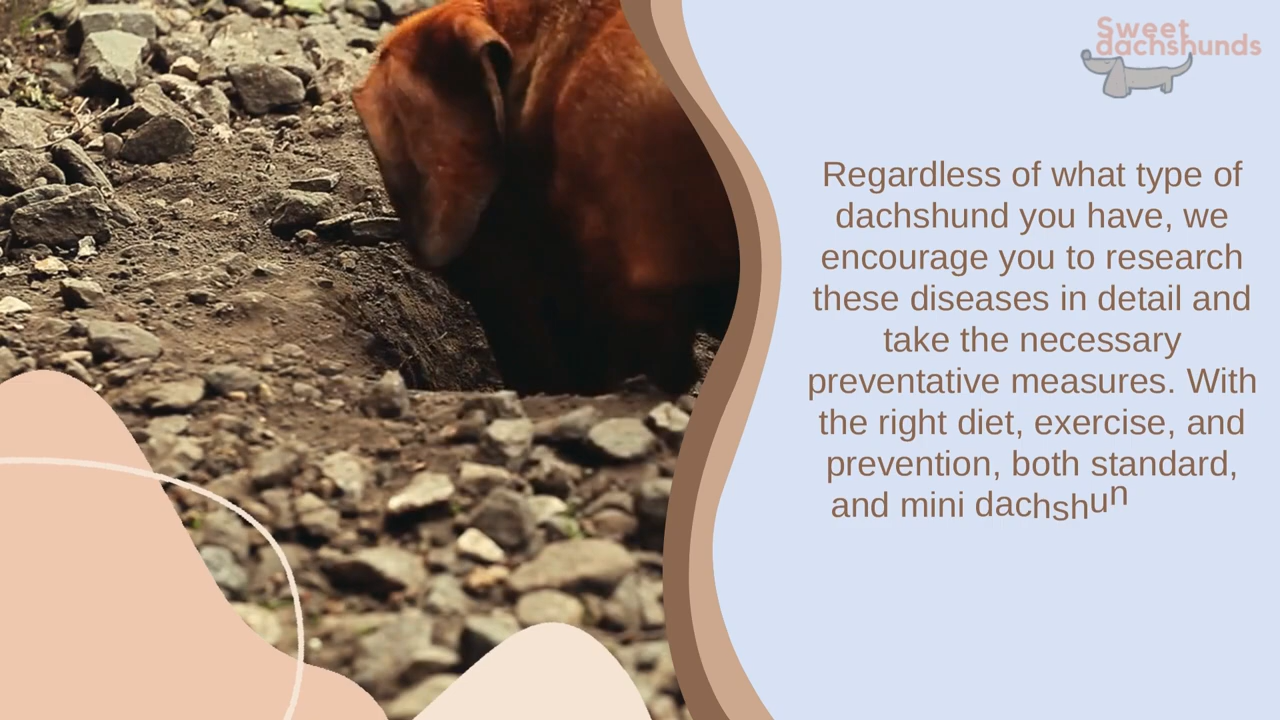 Sweet
dachshunds
Regardless of what type of
dachshund you have, we
encourage you to research
these diseases in detail and
take the necessary
preventative measures. With
the right diet, exercise, and
prevention, both standard,
and mini dachshun